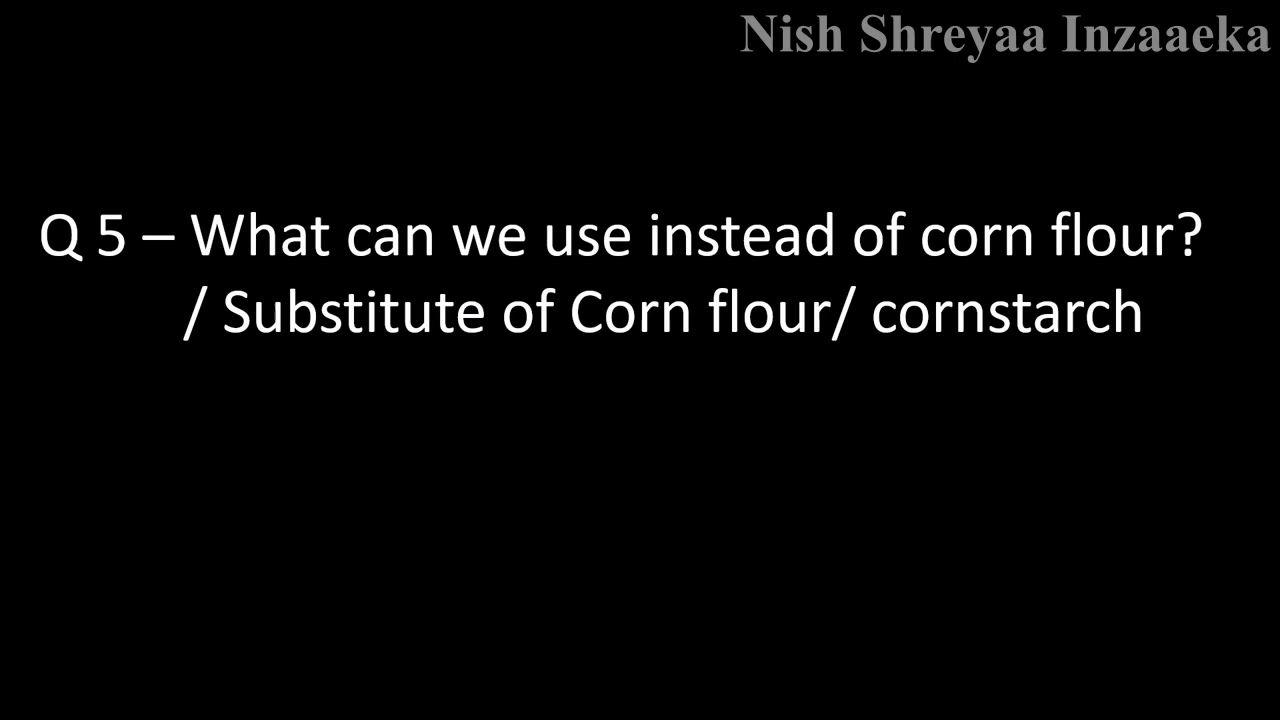 Nish Shreyaa Inzaaeka
Q 5 – What can we use instead of corn flour?
/ Substitute of Corn flour/ cornstarch